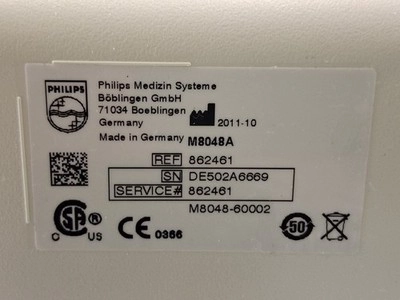 PHILIPS
Philips Medizin Systeme
Böblingen GmbH
71034 Boeblingen
Germany
2011-10
Made in Germany M8048A
REF 862461
SN DE502A6669
SERVICE# 862461
M8048-60002
SA
C US
CE 0366
50